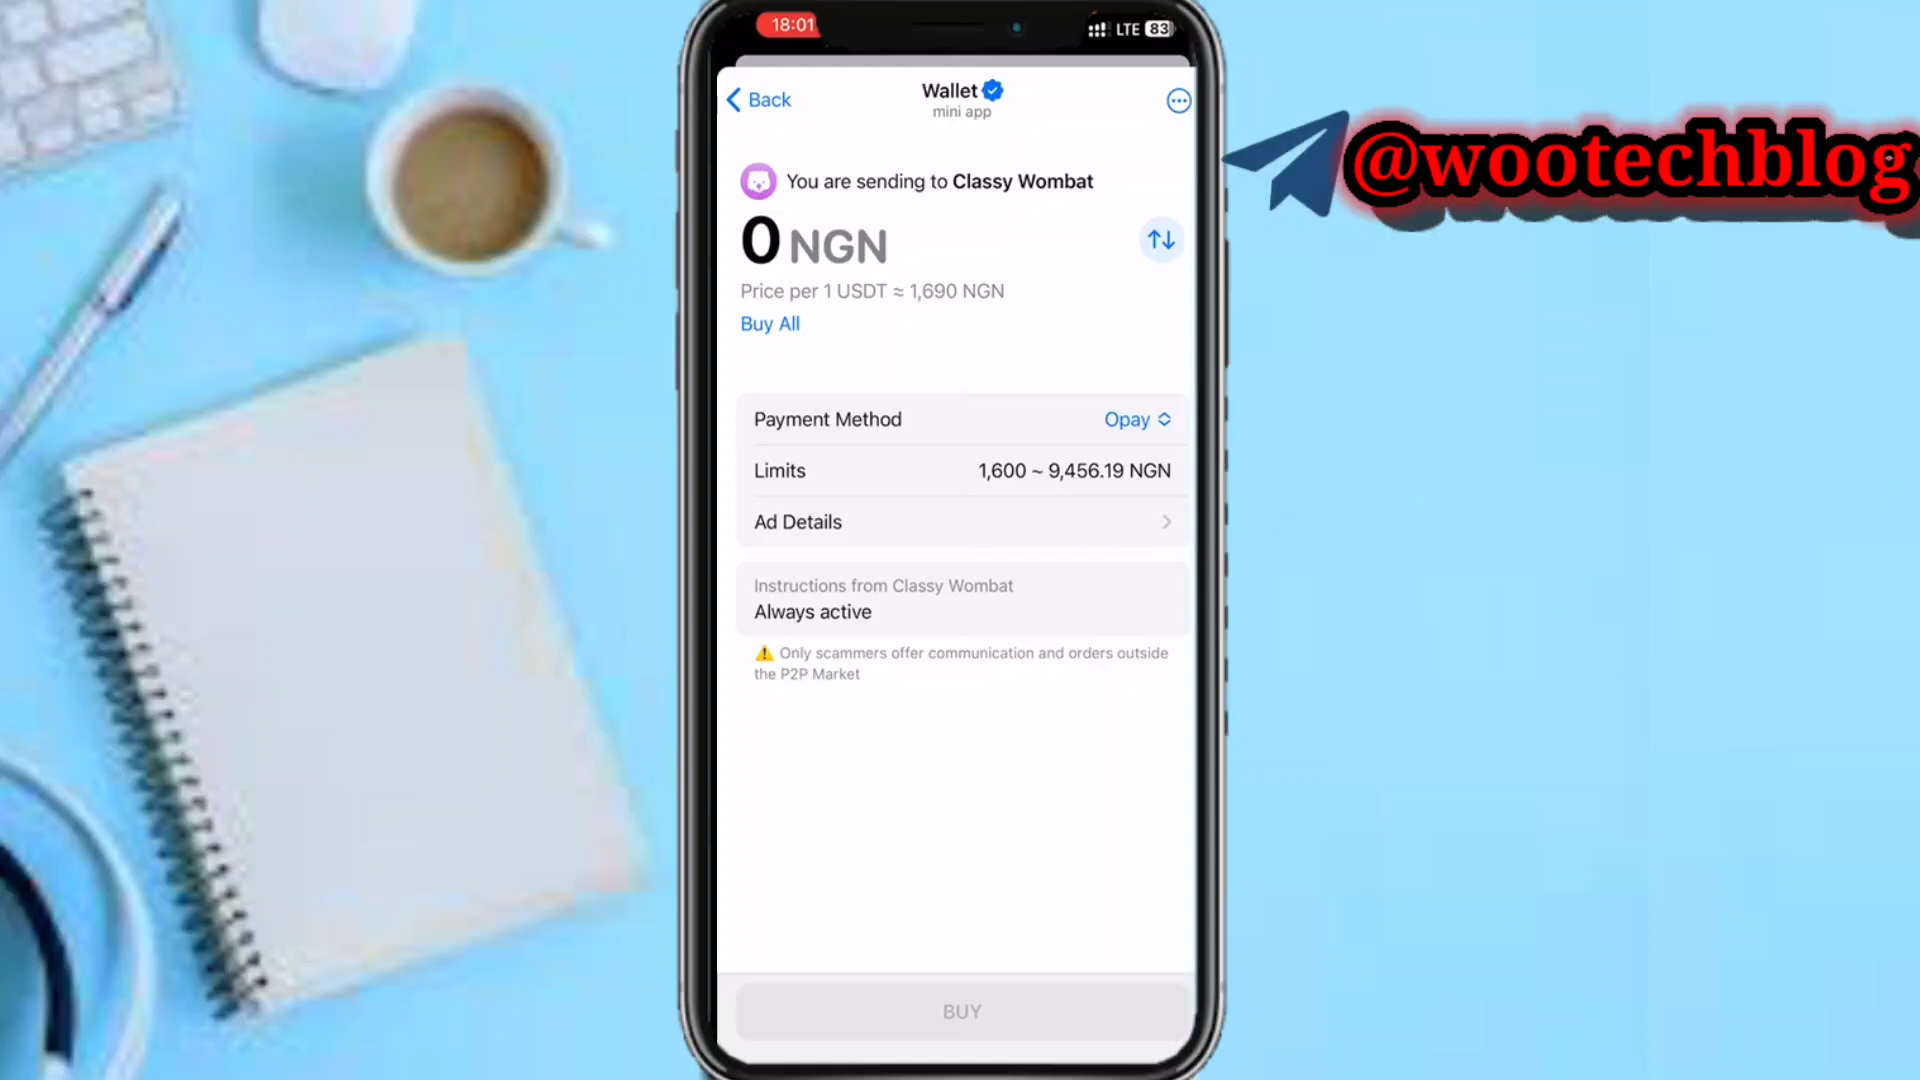 18:01
LTE 83
Back
Wallet
mini app
@wootechblog
You are sending to Classy Wombat
0 NGN
Price per 1 USDT ≈ 1,690 NGN
Buy All
Payment Method Opay
Limits 1,600 ~ 9,456.19 NGN
Ad Details
Instructions from Classy Wombat
Always active
⚠️ Only scammers offer communication and orders outside
the P2P Market
BUY